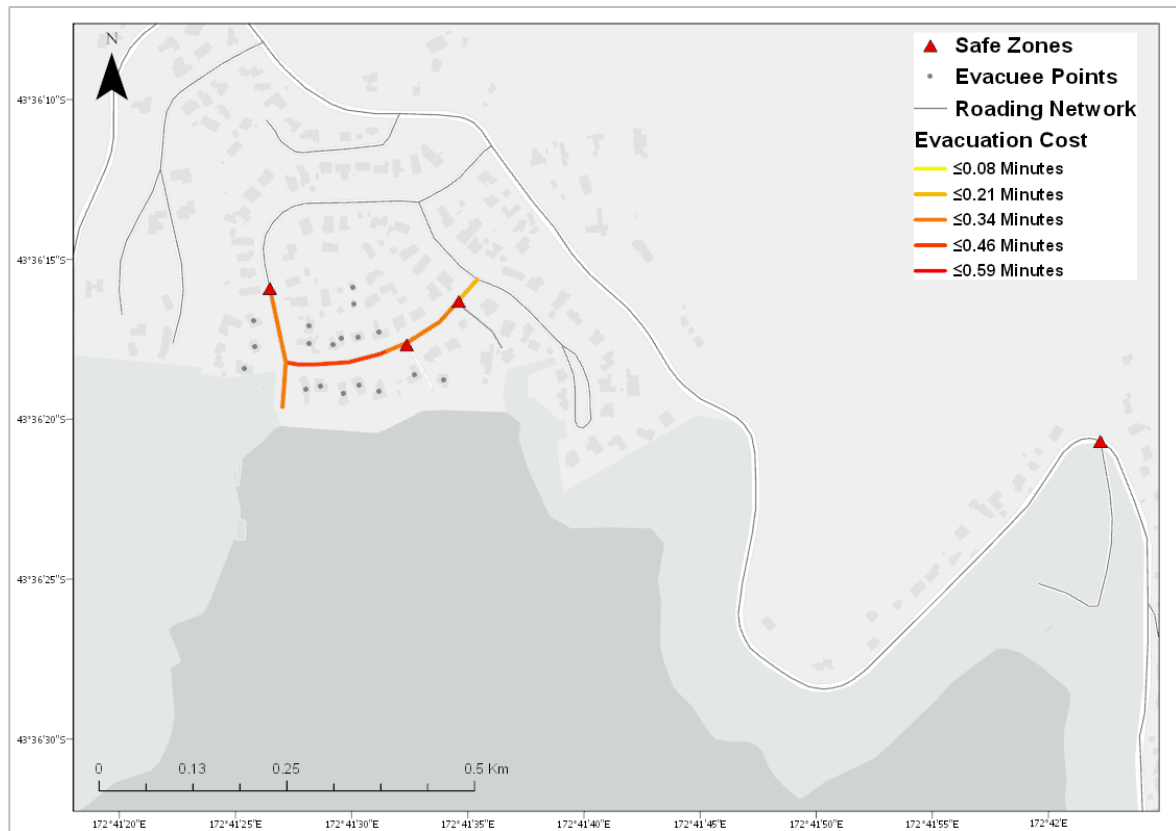 N
Safe Zones
Evacuee Points
Roading Network
Evacuation Cost
≤0.08 Minutes
≤0.21 Minutes
≤0.34 Minutes
≤0.46 Minutes
≤0.59 Minutes
43°36'10"S
43°36'15"S
43°36'20"S
43°36'25"S
43°36'30"S
0 0.13 0.25 0.5 Km
172°41'20"E 172°41'25"E 172°41'30"E 172°41'35"E 172°41'40"E 172°41'45"E 172°41'50"E 172°41'55"E 172°42'E